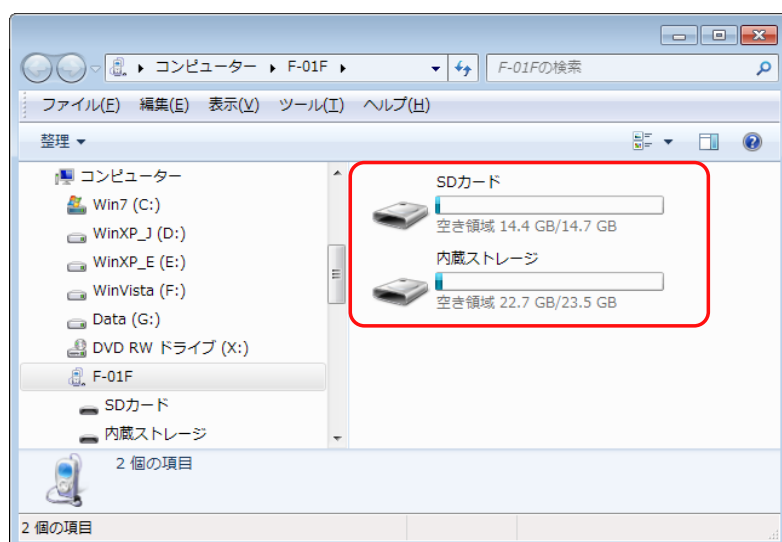 コンピューター ▸ F-01F ▸
F-01Fの検索
ファイル(F) 編集(E) 表示(V) ツール(T) ヘルプ(H)
整理
コンピューター
Win7 (C:)
WinXP_J (D:)
WinXP_E (E:)
WinVista (F:)
Data (G:)
DVD RW ドライブ (X:)
F-01F
SDカード
内蔵ストレージ
SDカード
空き領域 14.4 GB/14.7 GB
内蔵ストレージ
空き領域 22.7 GB/23.5 GB
2 個の項目
2 個の項目